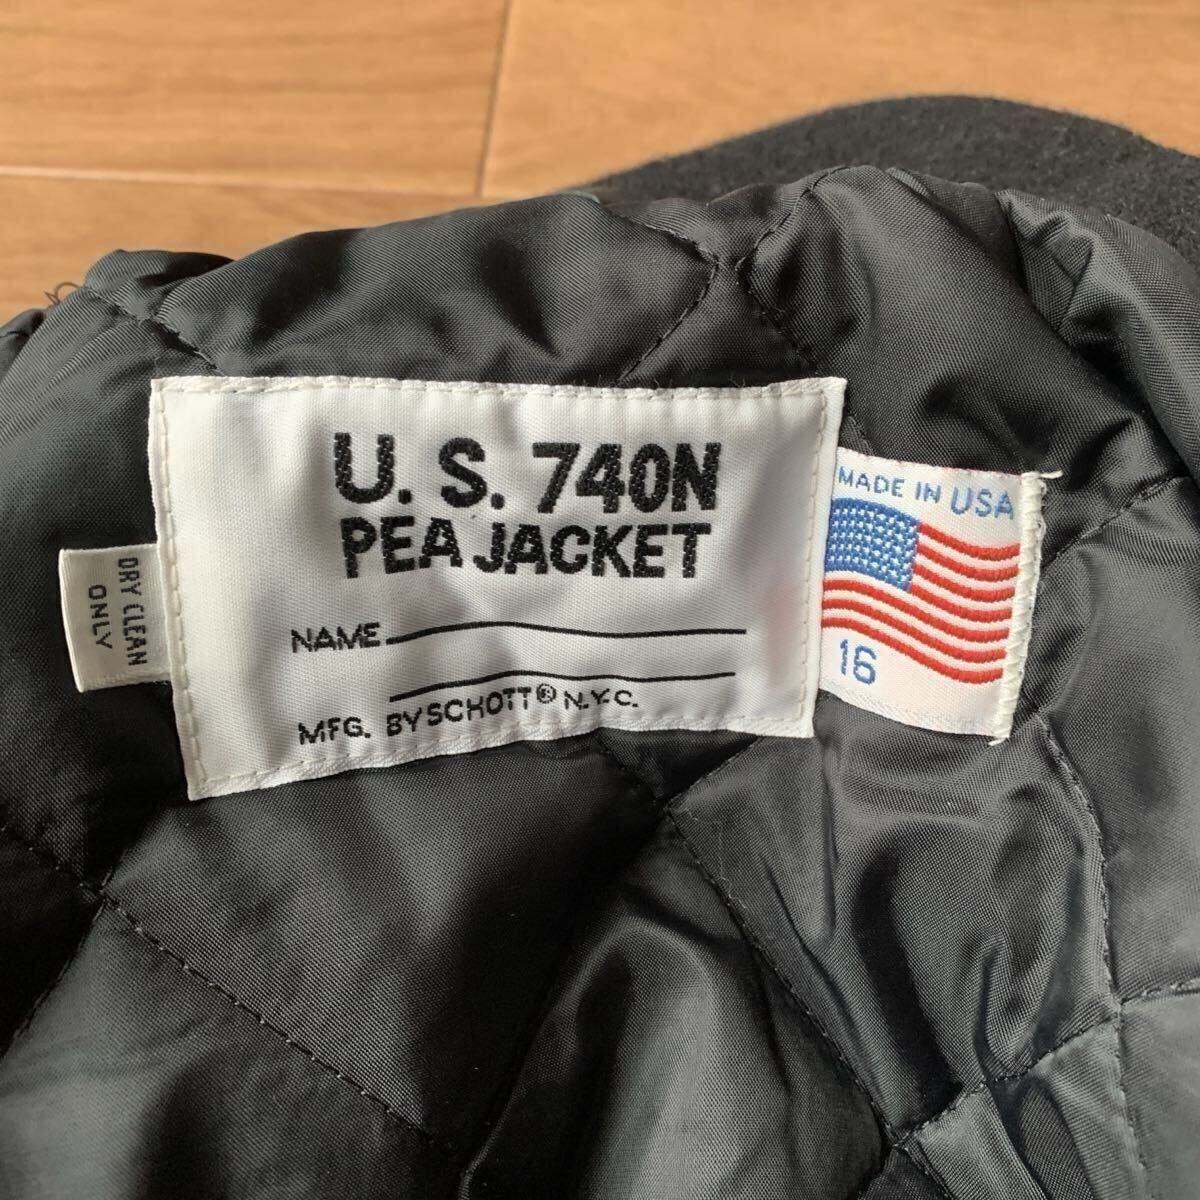 U. S. 740N
PEA JACKET
NAME
MFG. BY SCHOTT® N.Y.C.
DRY CLEAN
ONLY
MADE IN USA
16